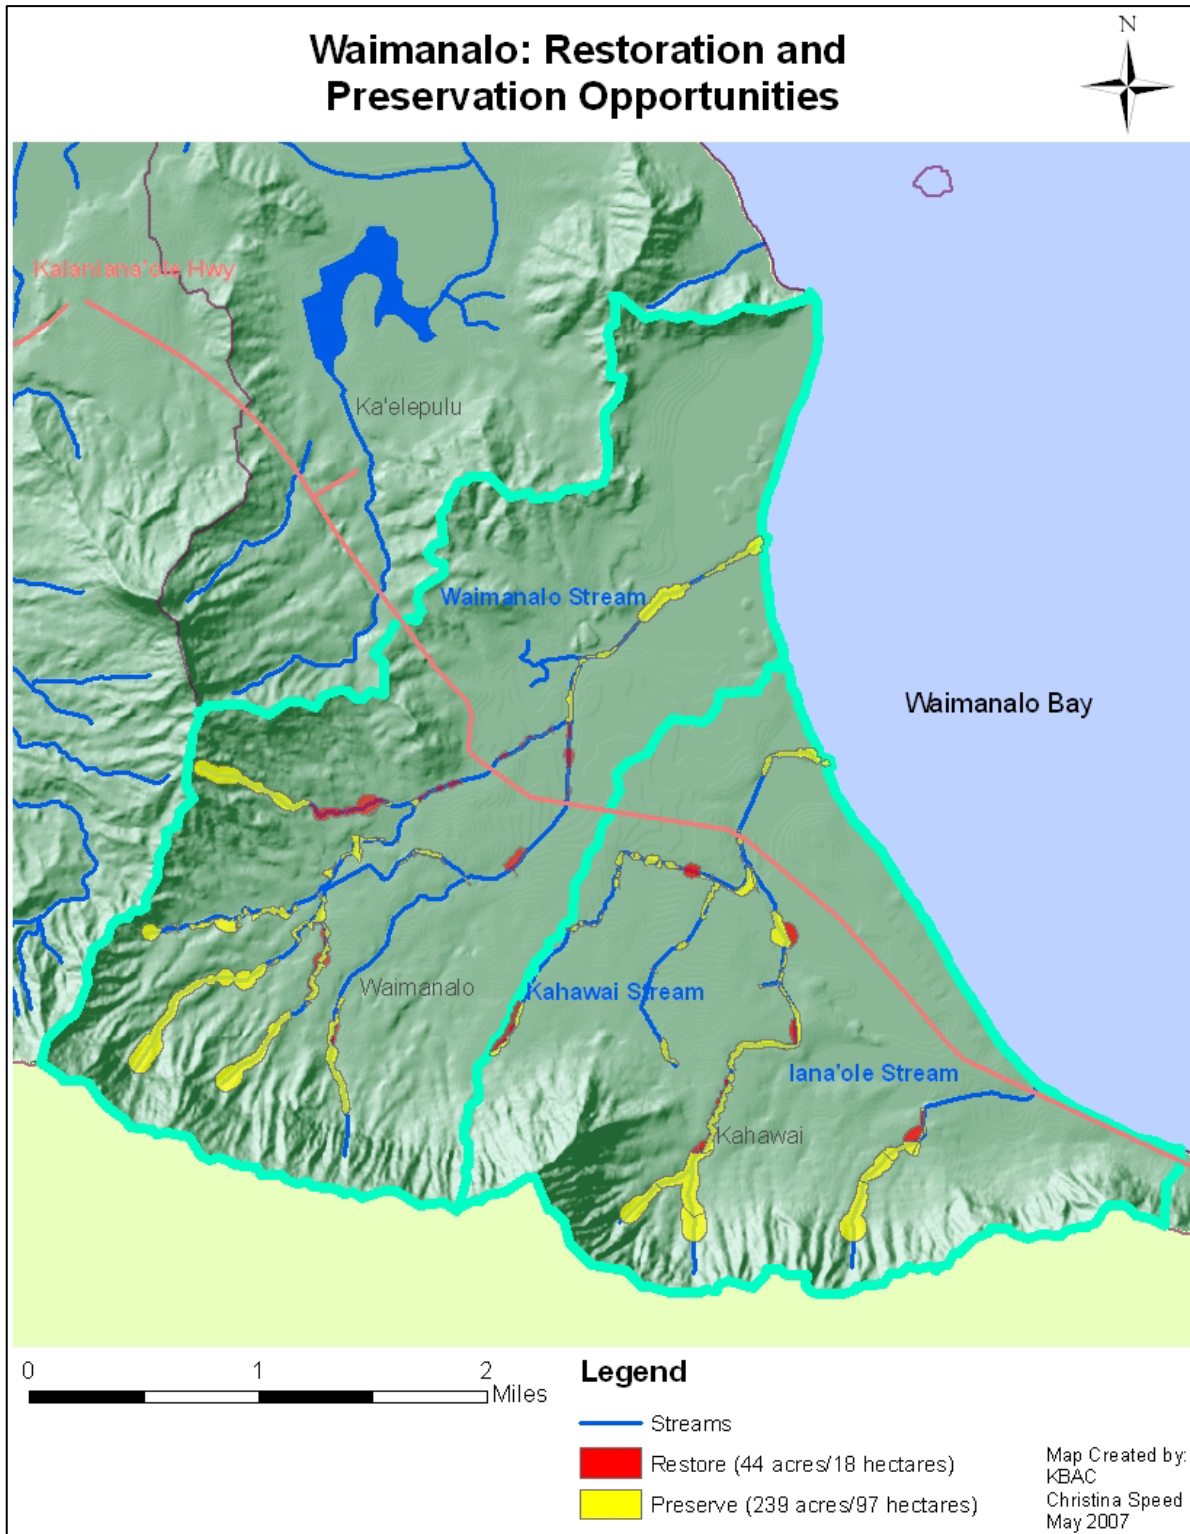 Waimanalo: Restoration and
Preservation Opportunities
N
Kalaniana'ole Hwy
Ka'elepulu
Waimanalo Stream
Waimanalo Bay
Waimanalo
Kahawai Stream
Iana'ole Stream
Kahawai
0 1 2
Miles
Legend
Streams
Restore (44 acres/18 hectares)
Preserve (239 acres/97 hectares)
Map Created by:
KBAC
Christina Speed
May 2007